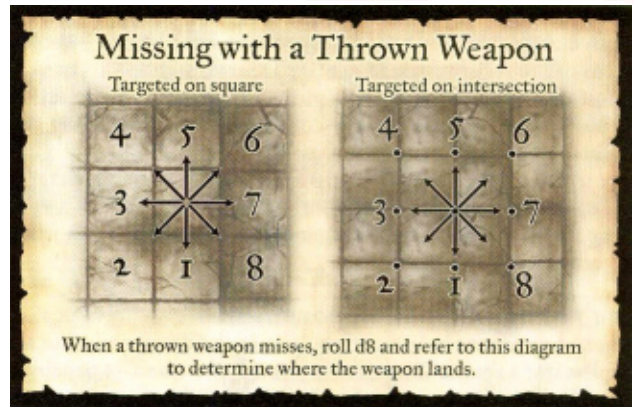 Missing with a Thrown Weapon
Targeted on square
Targeted on intersection
4 5 6
3 7
2 1 8
4 5 6
3 7
2 1 8
When a thrown weapon misses, roll d8 and refer to this diagram
to determine where the weapon lands.